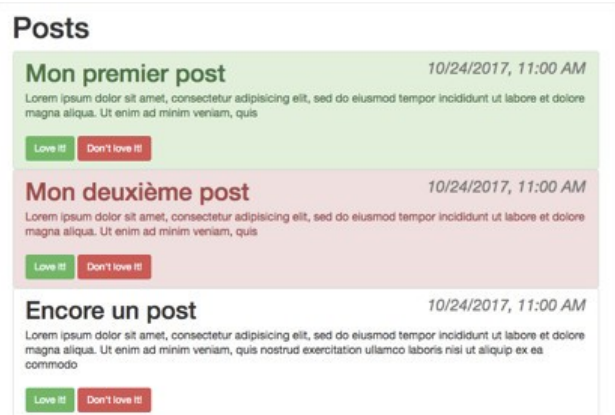 Posts
Mon premier post
10/24/2017, 11:00 AM
Lorem ipsum dolor sit amet, consectetur adipisicing elit, sed do eiusmod tempor incididunt ut labore et dolore
magna aliqua. Ut enim ad minim veniam, quis
Love it! Don't love it!
Mon deuxième post
10/24/2017, 11:00 AM
Lorem ipsum dolor sit amet, consectetur adipisicing elit, sed do eiusmod tempor incididunt ut labore et dolore
magna aliqua. Ut enim ad minim veniam, quis
Love it! Don't love it!
Encore un post
10/24/2017, 11:00 AM
Lorem ipsum dolor sit amet, consectetur adipisicing elit, sed do eiusmod tempor incididunt ut labore et dolore
magna aliqua. Ut enim ad minim veniam, quis nostrud exercitation ullamco laboris nisi ut aliquip ex ea
commodo
Love it! Don't love it!